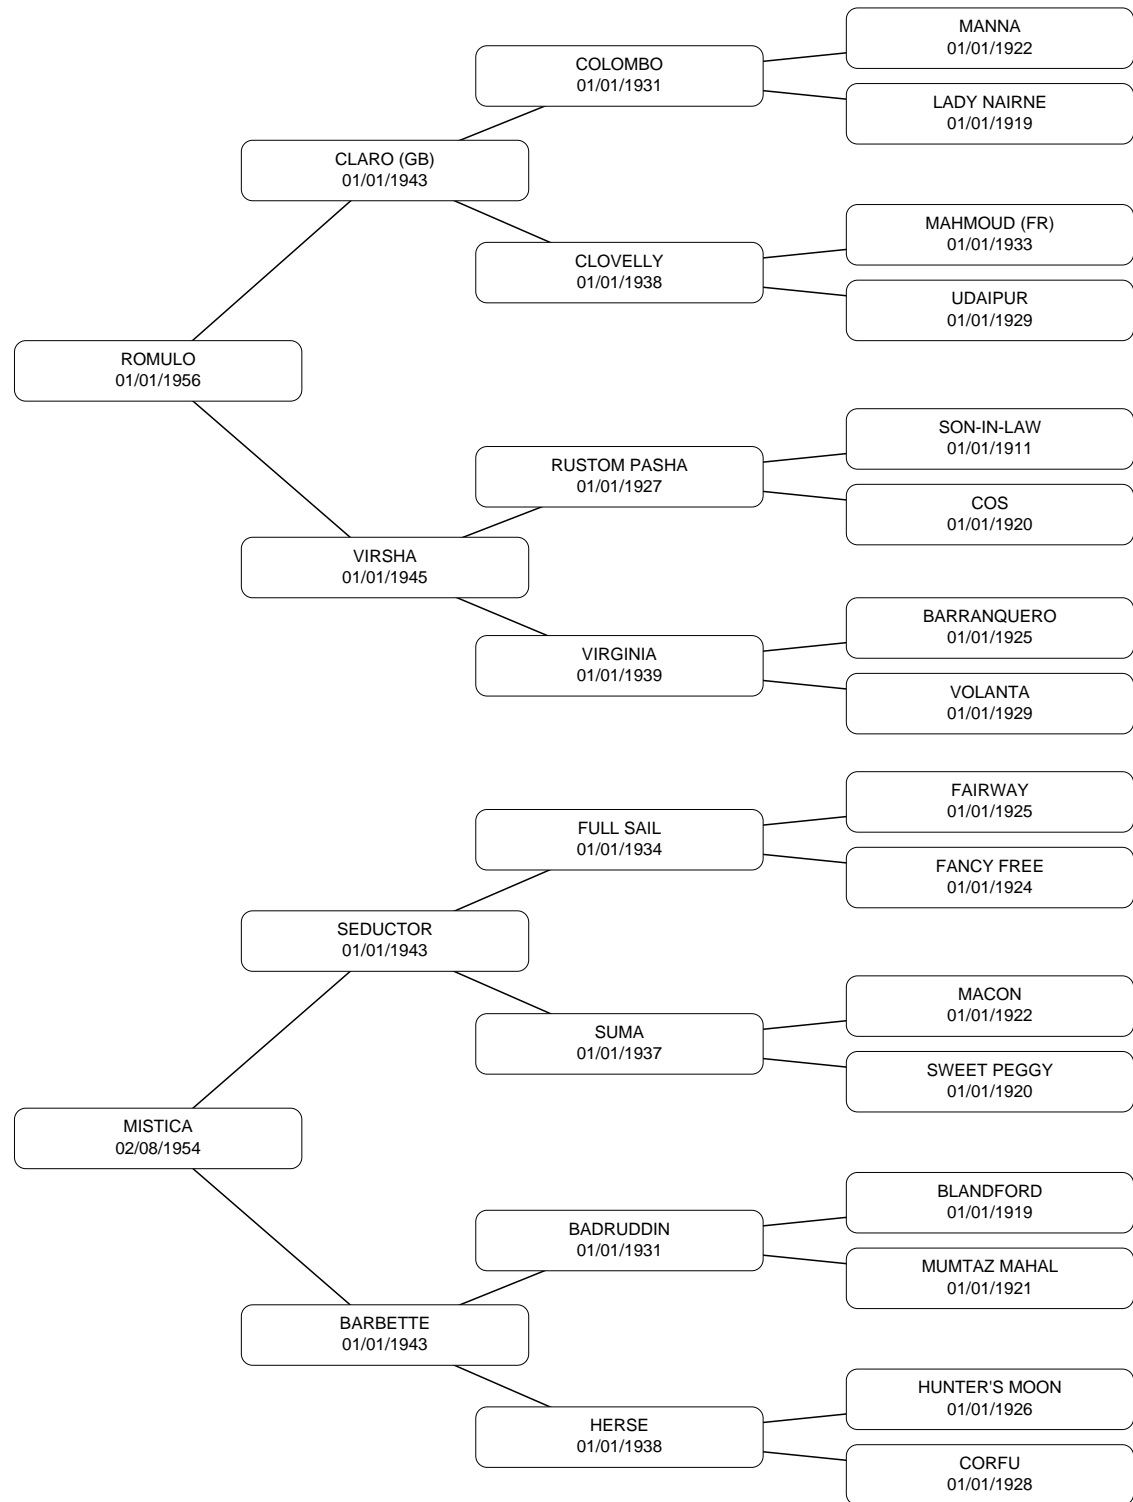 MANNA
01/01/1922
COLOMBO
01/01/1931
LADY NAIRNE
01/01/1919
CLARO (GB)
01/01/1943
MAHMOUD (FR)
01/01/1933
CLOVELLY
01/01/1938
UDAIPUR
01/01/1929
ROMULO
01/01/1956
SON-IN-LAW
01/01/1911
RUSTOM PASHA
01/01/1927
COS
01/01/1920
VIRSHA
01/01/1945
BARRANQUERO
01/01/1925
VIRGINIA
01/01/1939
VOLANTA
01/01/1929
FAIRWAY
01/01/1925
FULL SAIL
01/01/1934
FANCY FREE
01/01/1924
SEDUCTOR
01/01/1943
MACON
01/01/1922
SUMA
01/01/1937
SWEET PEGGY
01/01/1920
MISTICA
02/08/1954
BLANDFORD
01/01/1919
BADRUDDIN
01/01/1931
MUMTAZ MAHAL
01/01/1921
BARBETTE
01/01/1943
HUNTER'S MOON
01/01/1926
HERSE
01/01/1938
CORFU
01/01/1928